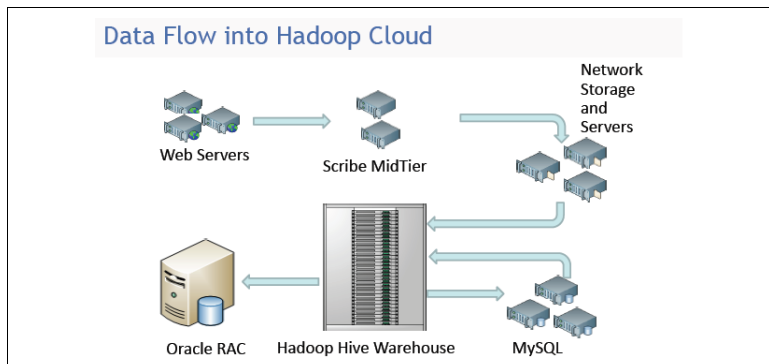 Data Flow into Hadoop Cloud
Network
Storage
and
Servers
Web Servers
Scribe MidTier
Oracle RAC
Hadoop Hive Warehouse
MySQL